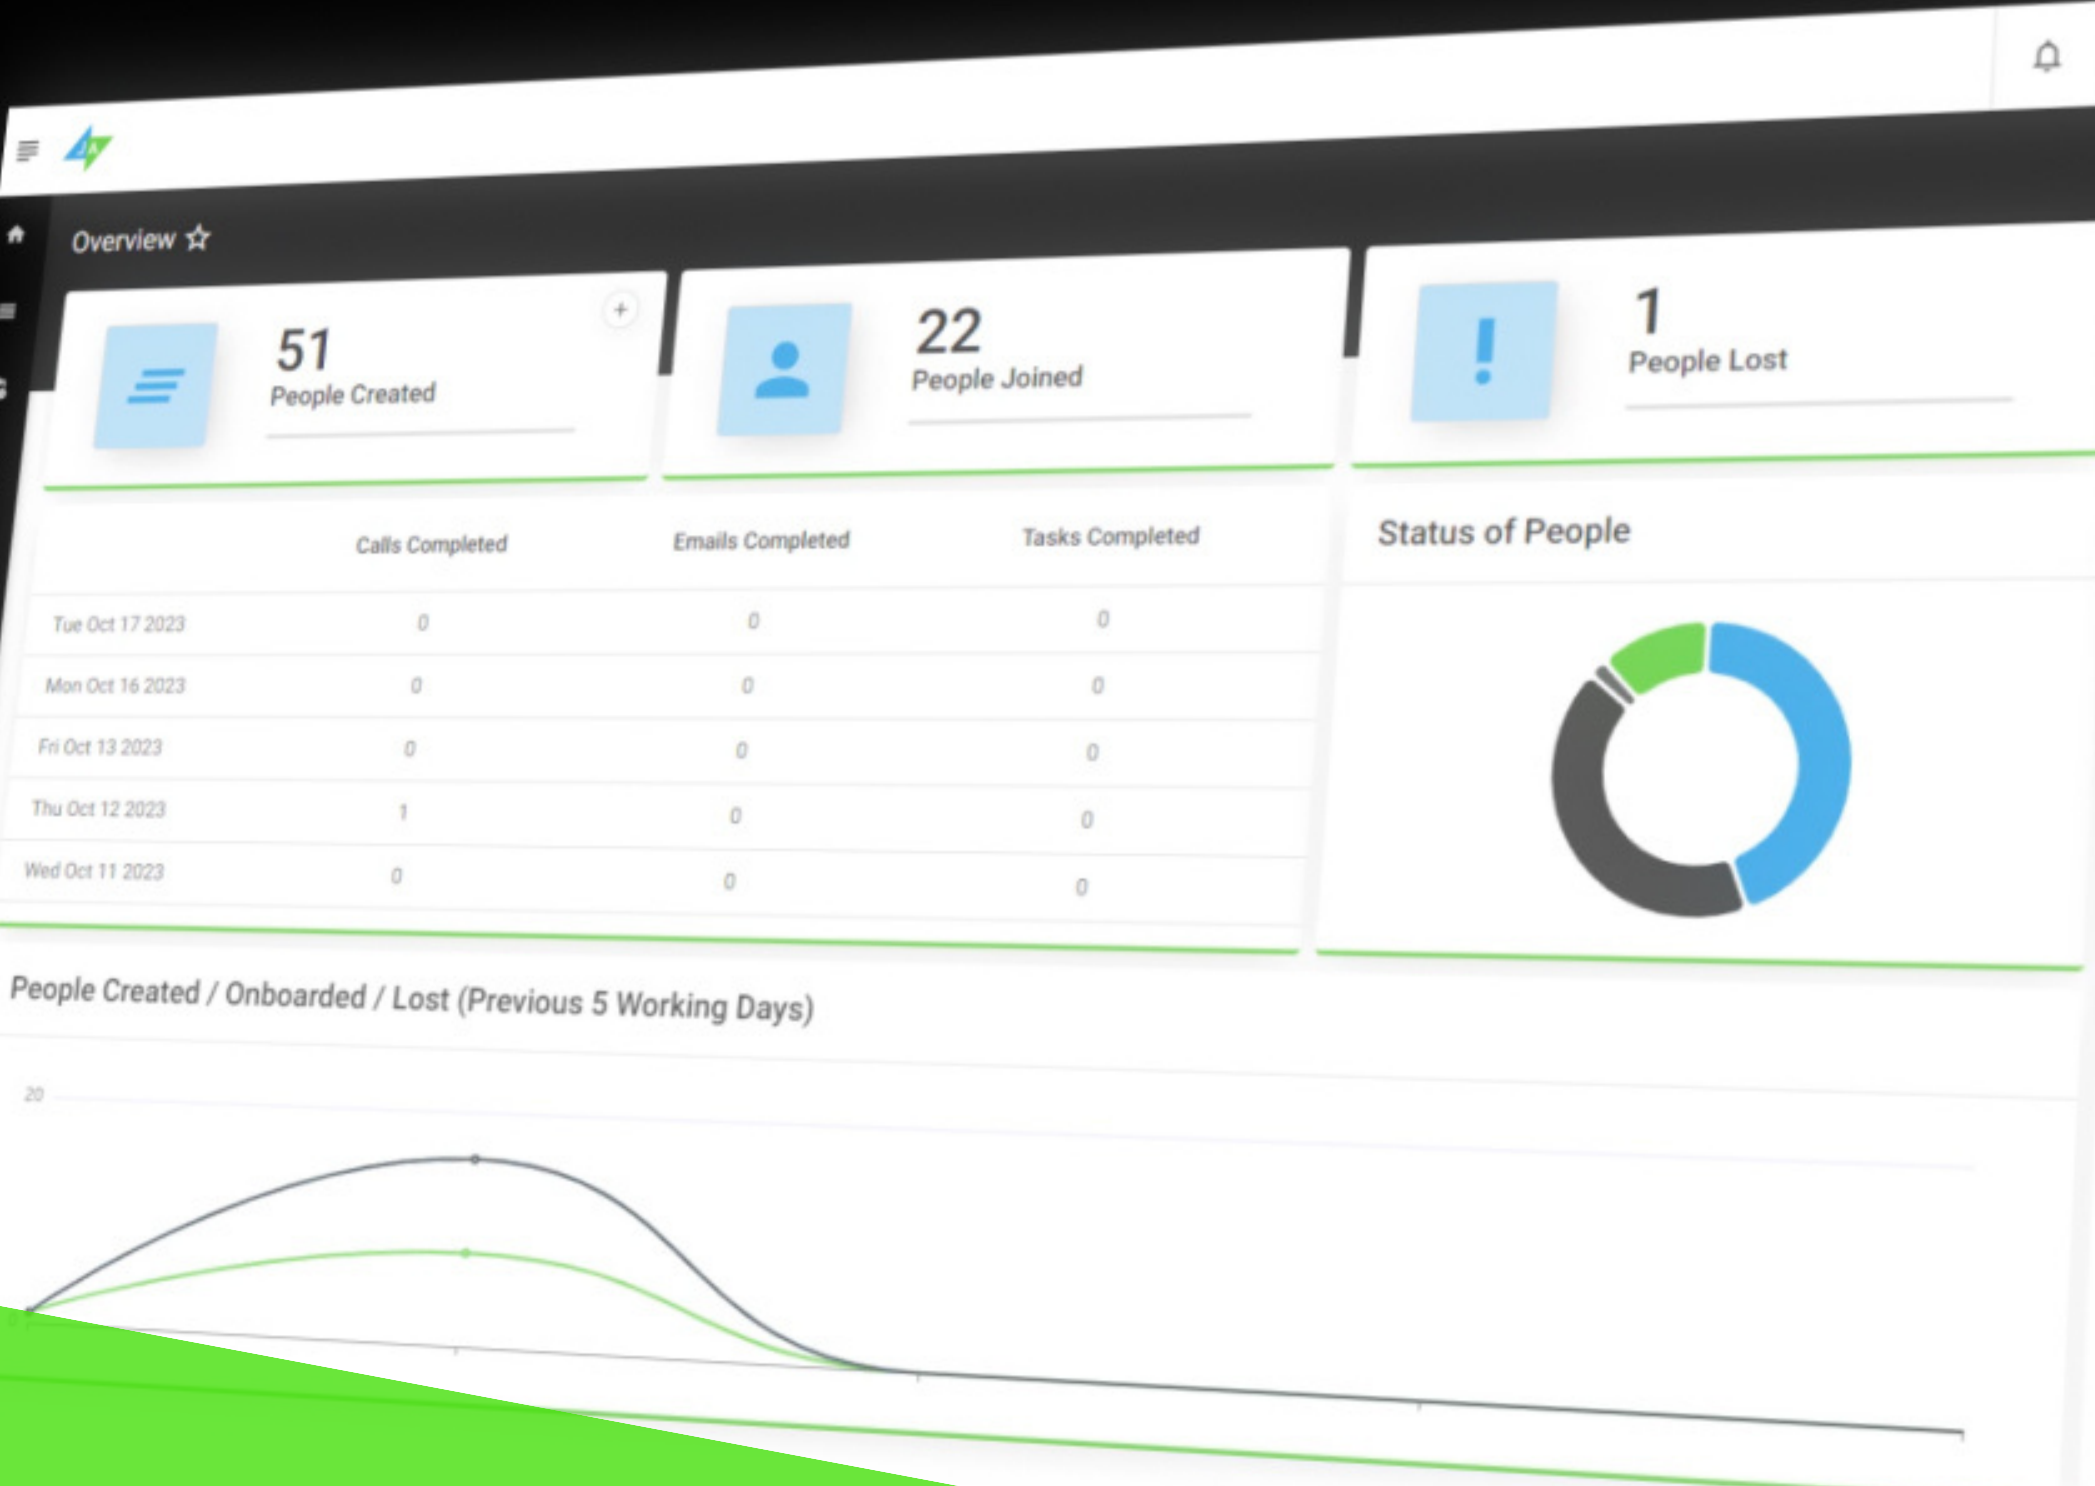 JA
Overview
51
People Created
22
People Joined
1
People Lost
Calls Completed Emails Completed Tasks Completed
Tue Oct 17 2023 0 0 0
Mon Oct 16 2023 0 0 0
Fri Oct 13 2023 0 0 0
Thu Oct 12 2023 1 0 0
Wed Oct 11 2023 0 0 0
Status of People
People Created / Onboarded / Lost (Previous 5 Working Days)
20
0